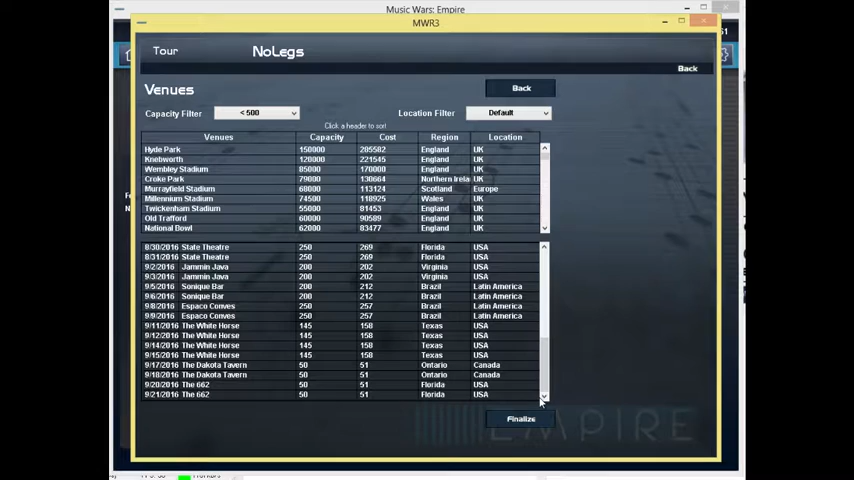 Music Wars: Empire
MWR3
Tour NoLegs
Back
Venues Back
Capacity Filter < 500 Location Filter Default
Click a header to sort
Venues Capacity Cost Region Location
Hyde Park 150000 205582 England UK
Knebworth 120000 221545 England UK
Wembley Stadium 85000 170000 England UK
Croke Park 79000 130664 Northern Irela UK
Murrayfield Stadium 68000 113124 Scotland Europe
Millennium Stadium 74500 118925 Wales UK
Twickenham Stadium 55000 81453 England UK
Old Trafford 60000 90589 England UK
National Bowl 62000 83477 England UK
8/30/2016 State Theatre 250 269 Florida USA
8/31/2016 State Theatre 250 269 Florida USA
9/2/2016 Jammin Java 200 202 Virginia USA
9/3/2016 Jammin Java 200 202 Virginia USA
9/5/2016 Sonique Bar 200 212 Brazil Latin America
9/6/2016 Sonique Bar 200 212 Brazil Latin America
9/8/2016 Espaco Conves 250 257 Brazil Latin America
9/9/2016 Espaco Conves 250 257 Brazil Latin America
9/11/2016 The White Horse 145 158 Texas USA
9/12/2016 The White Horse 145 158 Texas USA
9/14/2016 The White Horse 145 158 Texas USA
9/15/2016 The White Horse 145 158 Texas USA
9/17/2016 The Dakota Tavern 50 51 Ontario Canada
9/18/2016 The Dakota Tavern 50 51 Ontario Canada
9/20/2016 The 662 50 51 Florida USA
9/21/2016 The 662 50 51 Florida USA
Finalize
EMPIRE